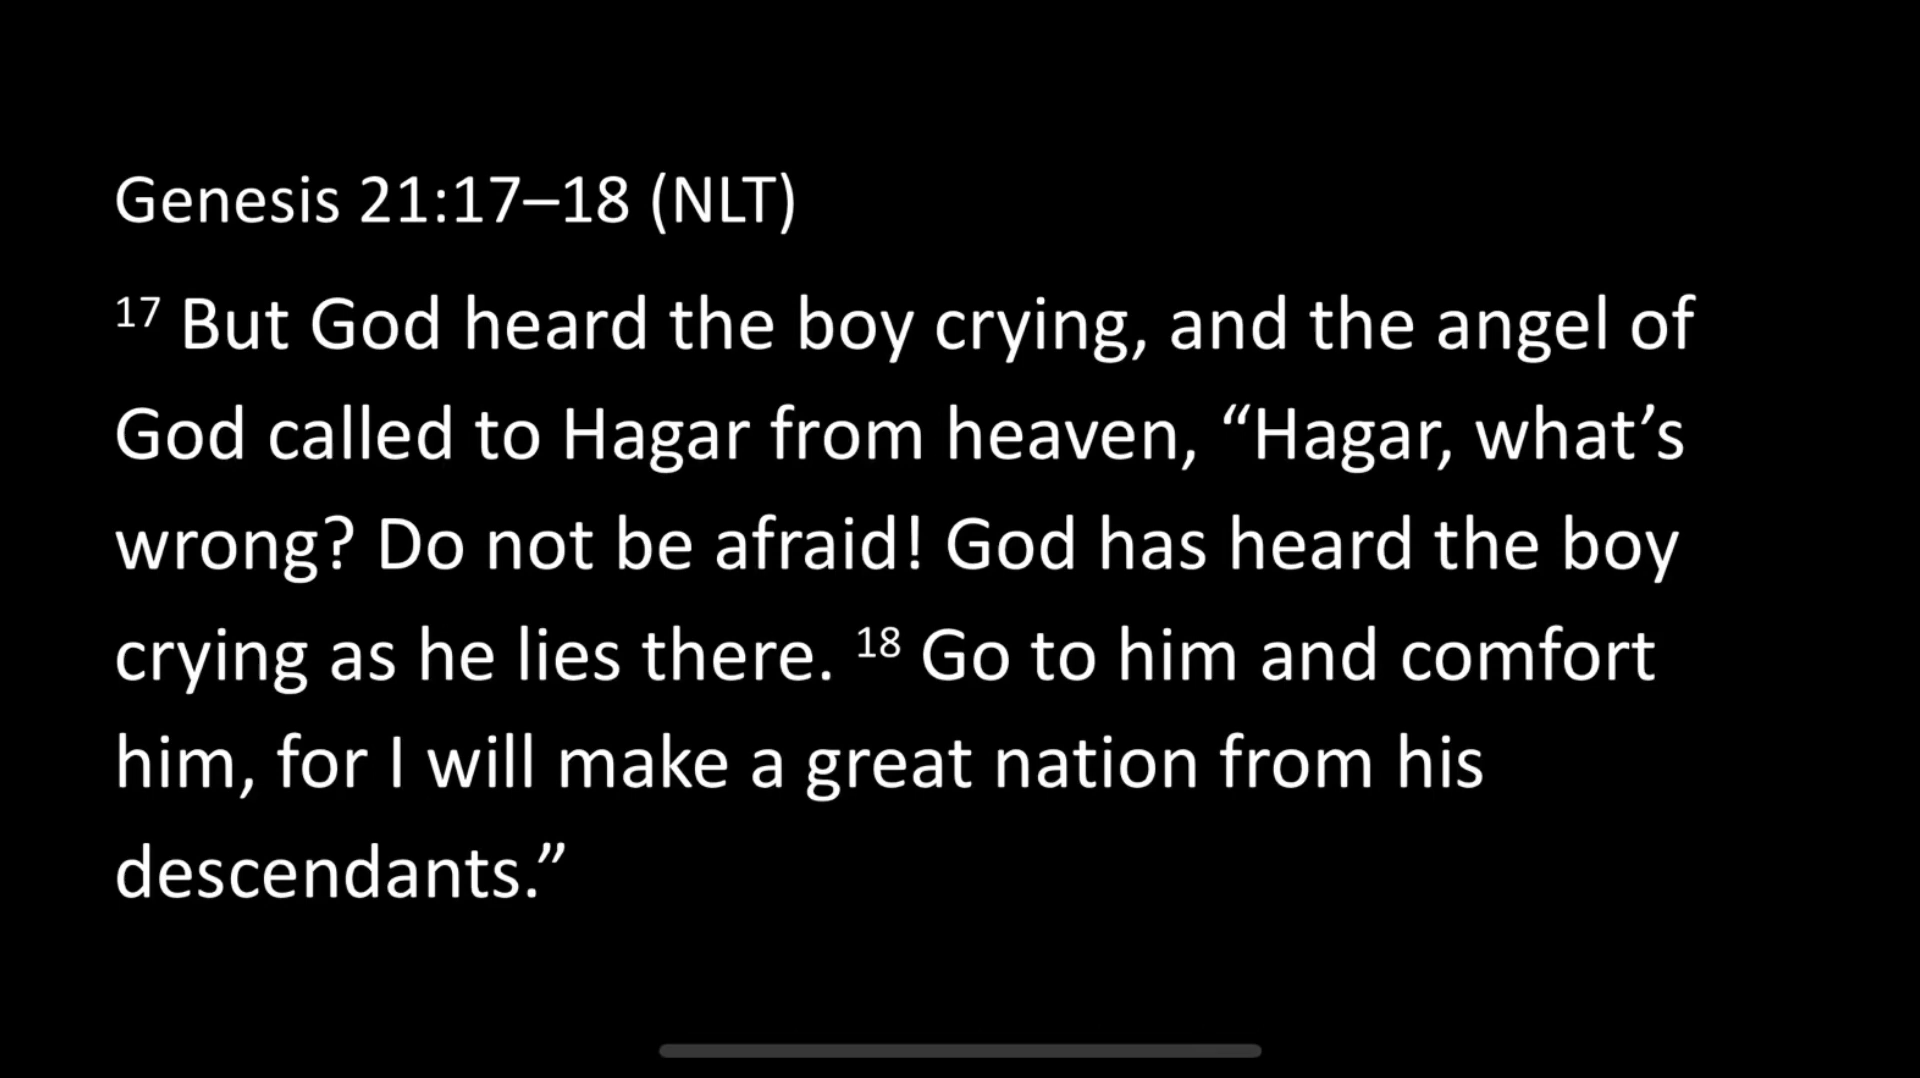 Genesis 21:17–18 (NLT)
17 But God heard the boy crying, and the angel of
God called to Hagar from heaven, “Hagar, what’s
wrong? Do not be afraid! God has heard the boy
crying as he lies there. 18 Go to him and comfort
him, for I will make a great nation from his
descendants.”